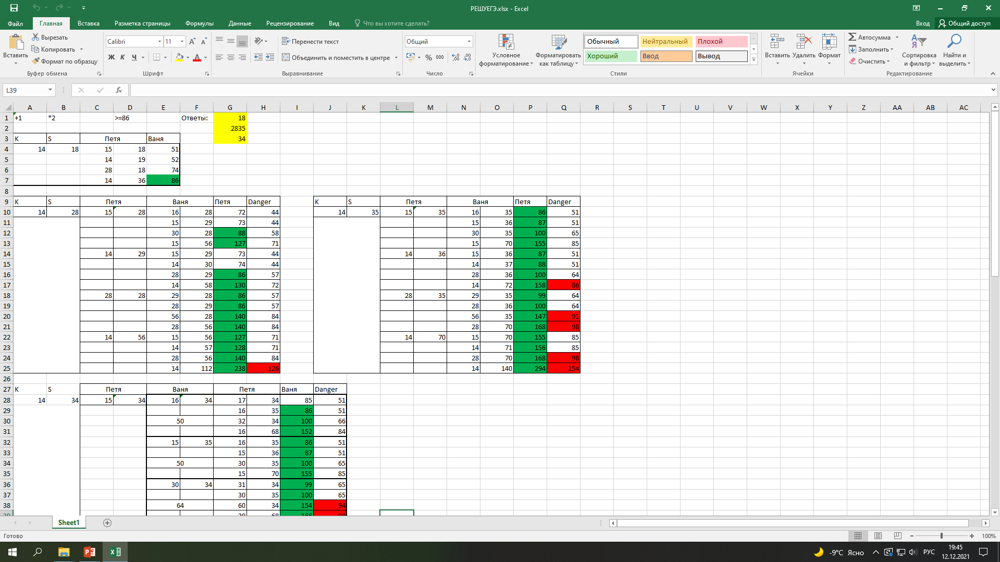 РЕШУЕГЭ.xlsx - Excel
Файл Главная Вставка Разметка страницы Формулы Данные Рецензирование Вид Что вы хотите сделать? Вход Общий доступ
Вставить Вырезать Копировать Формат по образцу
Буфер обмена
Calibri 11
Ж К Ч
Шрифт
Перенести текст
Объединить и поместить в центре
Выравнивание
Общий
% 000
Число
Условное форматирование Форматировать как таблицу
Обычный Нейтральный Плохой
Хороший Ввод Вывод
Стили
Вставить Удалить Формат
Ячейки
Автосумма
Заполнить
Очистить
Сортировка и фильтр Найти и выделить
Редактирование
L39 fx
A B C D E F G H I J K L M N O P Q R S T U V W X Y Z AA AB AC
1 +1 *2 >=86 Ответы: 18
2 2835
3 K S Петя Ваня 34
4 14 18 15 18 51
5 14 19 52
6 28 18 74
7 14 36 86
8
9 K S Петя Ваня Петя Danger K S Петя Ваня Петя Danger
10 14 28 15 28 16 28 72 44 14 35 15 35 16 35 86 51
11 15 29 73 44 15 36 87 51
12 30 28 88 58 30 35 100 65
13 15 56 127 71 15 70 155 85
14 14 29 15 29 73 44 14 36 15 36 87 51
15 14 30 74 44 14 37 88 51
16 28 29 86 57 28 36 100 64
17 14 58 130 72 14 72 158 86
18 28 28 29 28 86 57 28 35 29 35 99 64
19 28 29 86 57 28 36 100 64
20 56 28 140 84 56 35 147 91
21 28 56 140 84 28 70 168 98
22 14 56 15 56 127 71 14 70 15 70 155 85
23 14 57 128 71 14 71 156 85
24 28 56 140 84 28 70 168 98
25 14 112 238 126 14 140 294 154
26
27 K S Петя Ваня Петя Ваня Danger
28 14 34 15 34 16 34 17 34 85 51
29 16 35 86 51
30 50 32 34 100 66
31 16 68 152 84
32 15 35 16 35 86 51
33 15 36 87 51
34 50 30 35 100 65
35 15 70 155 85
36 30 34 31 34 99 65
37 30 35 100 65
38 64 60 34 154 94
39 30 68 166 98
Sheet1
Готово 100%
-9°C Ясно РУС 19:45
12.12.2021